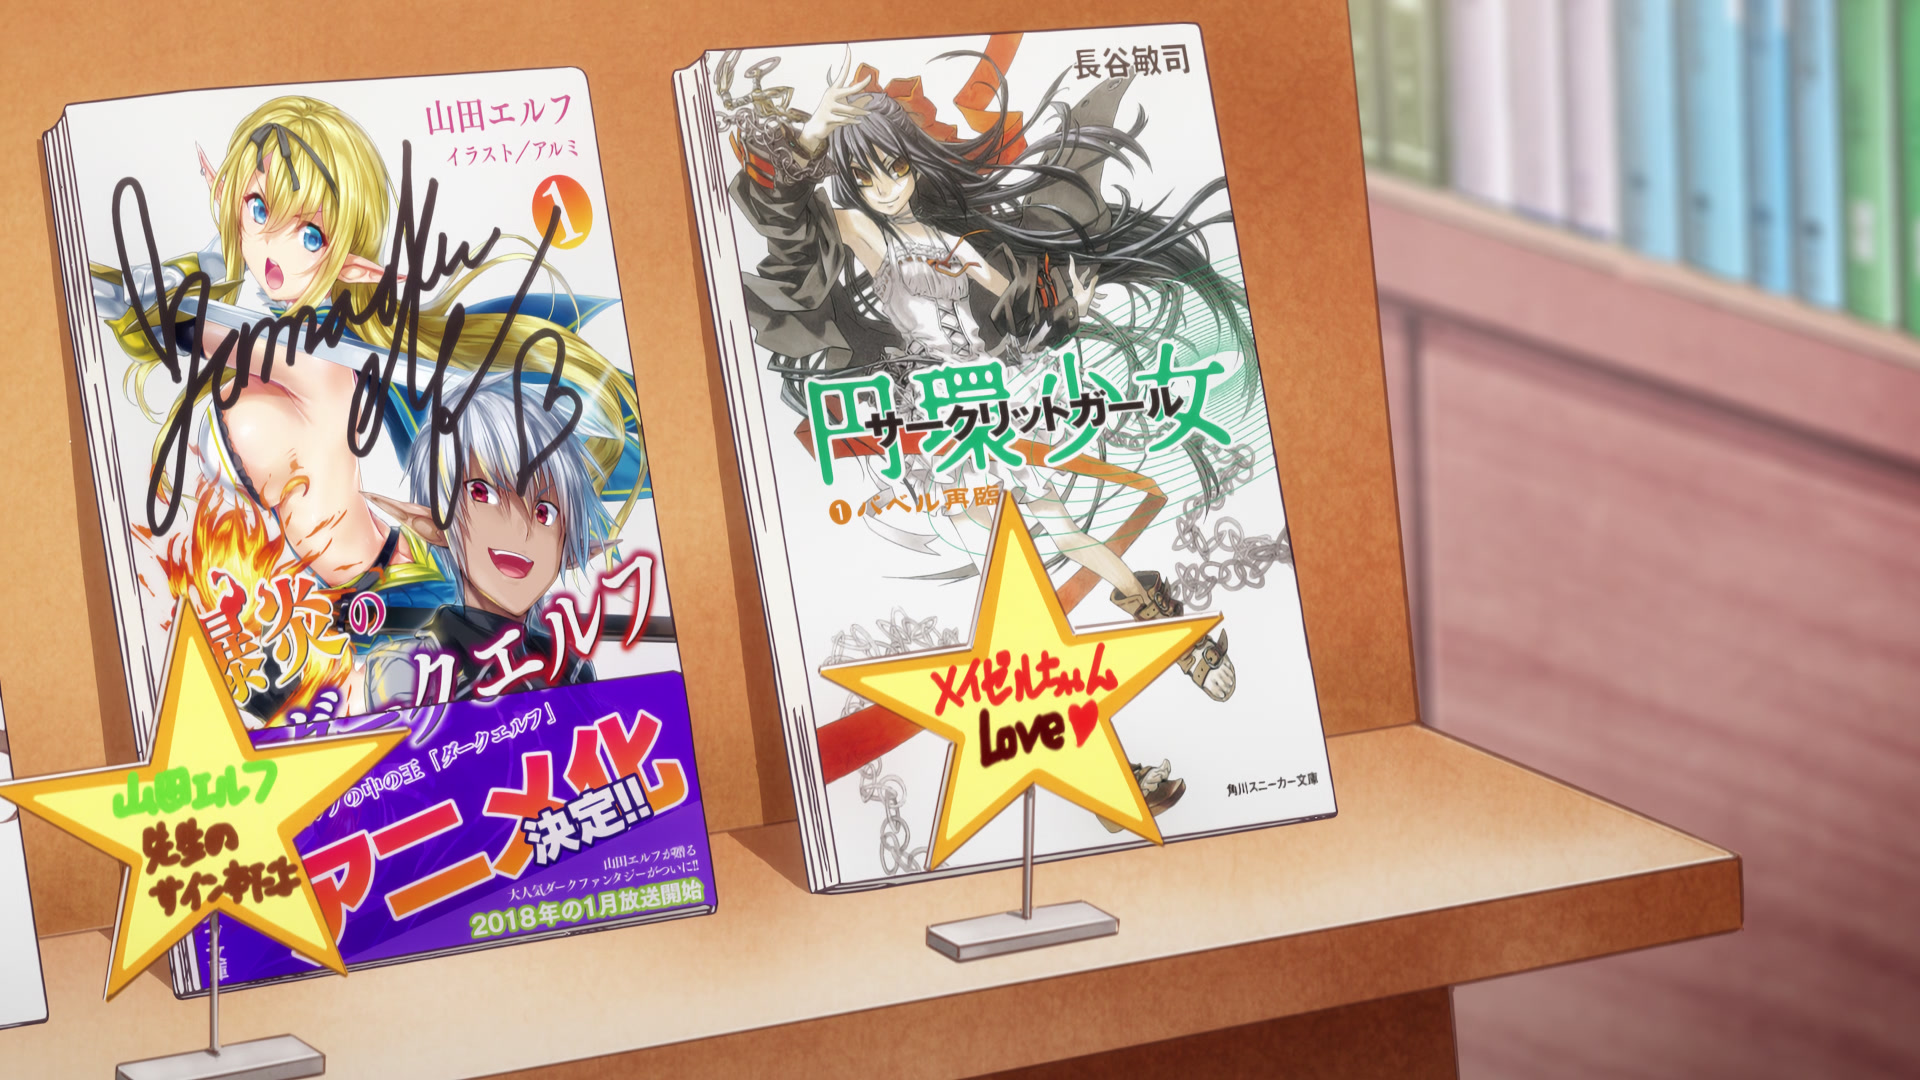 山田エルフ
イラスト/アルミ
1
爆炎の
ダークエルフ
の中の王「ダークエルフ」
アニメ化
決定!!
山田エルフが贈る
大人気ダークファンタジーがついに!!
2018年の1月放送開始
山田エルフ
先生の
サイン本だよ
長谷敏司
円環少女
サークリットガール
①バベル再臨
メイゼルちゃん
Love♥
角川スニーカー文庫